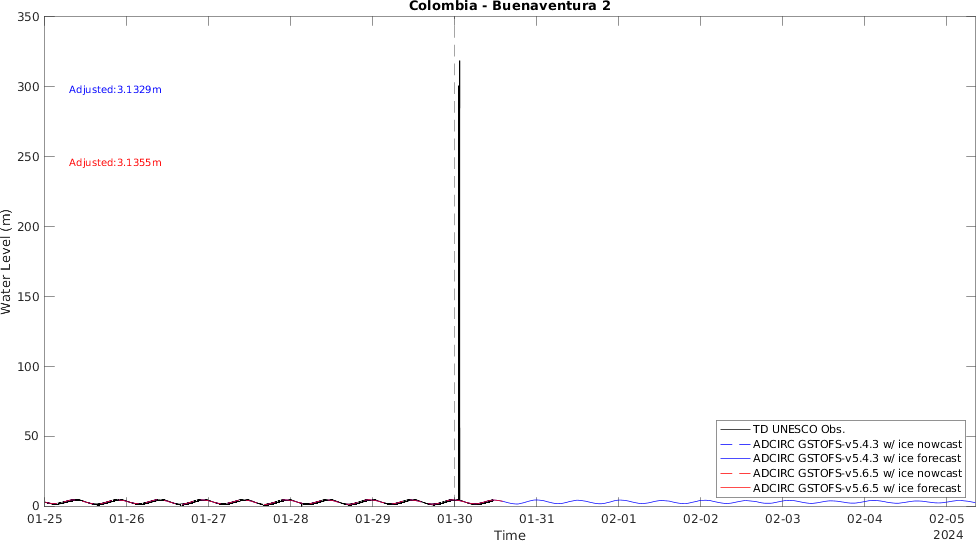 Colombia - Buenaventura 2
350
300
250
200
150
100
50
0
Water Level (m)
Adjusted:3.1329m
Adjusted:3.1355m
TD UNESCO Obs.
ADCIRC GSTOFS-v5.4.3 w/ ice nowcast
ADCIRC GSTOFS-v5.4.3 w/ ice forecast
ADCIRC GSTOFS-v5.6.5 w/ ice nowcast
ADCIRC GSTOFS-v5.6.5 w/ ice forecast
01-25 01-26 01-27 01-28 01-29 01-30 01-31 02-01 02-02 02-03 02-04 02-05
2024
Time